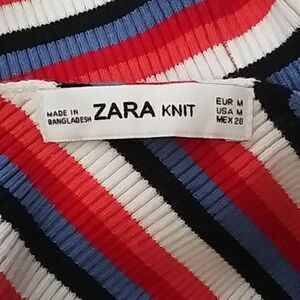 MADE IN
BANGLADESH
ZARA KNIT
EUR M
USA M
MEX 28